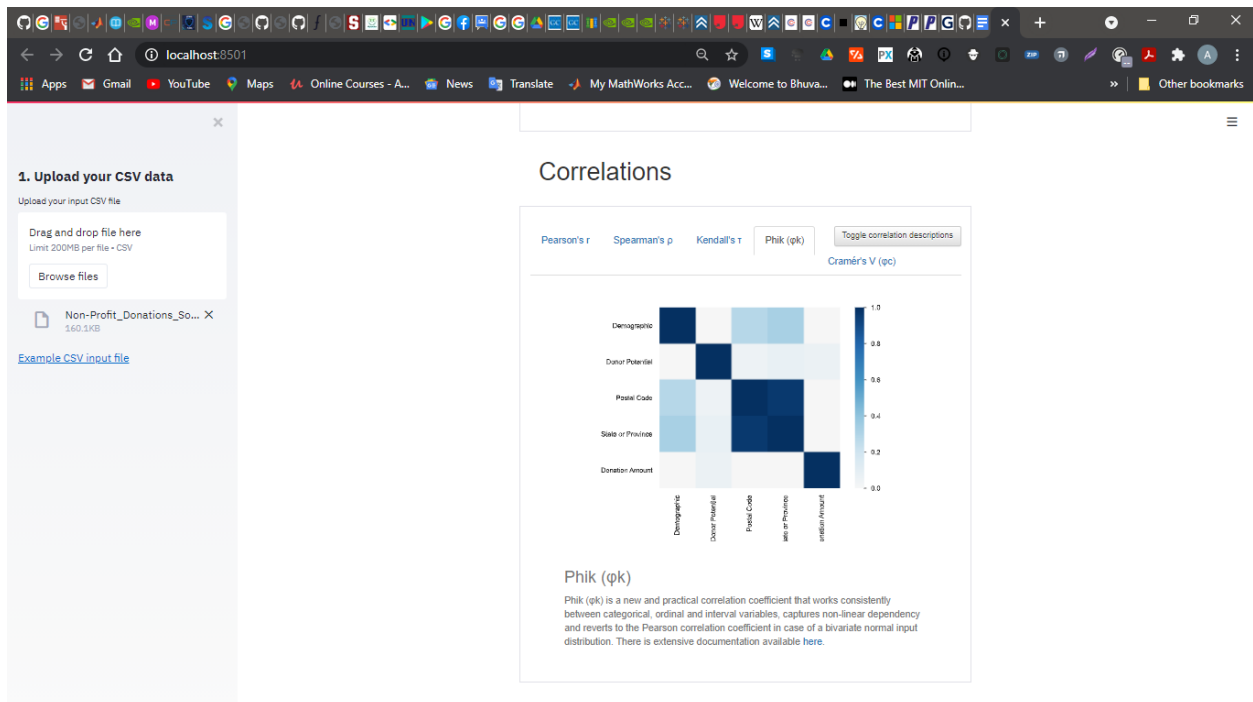 localhost:8501
Apps Gmail YouTube Maps Online Courses - A... News Translate My MathWorks Acc... Welcome to Bhuva... The Best MIT Onlin... » Other bookmarks
1. Upload your CSV data
Upload your input CSV file
Drag and drop file here
Limit 200MB per file • CSV
Browse files
Non-Profit_Donations_So...
160.1KB
Example CSV input file
Correlations
Pearson's r Spearman's ρ Kendall's τ Phik (φk) Toggle correlation descriptions
Cramér's V (φc)
Demographic
Donor Potential
Postal Code
State or Province
Donation Amount
1.0
0.8
0.6
0.4
0.2
0.0
Demographic
Donor Potential
Postal Code
ate or Province
onation Amount
Phik (φk)
Phik (φk) is a new and practical correlation coefficient that works consistently
between categorical, ordinal and interval variables, captures non-linear dependency
and reverts to the Pearson correlation coefficient in case of a bivariate normal input
distribution. There is extensive documentation available here.